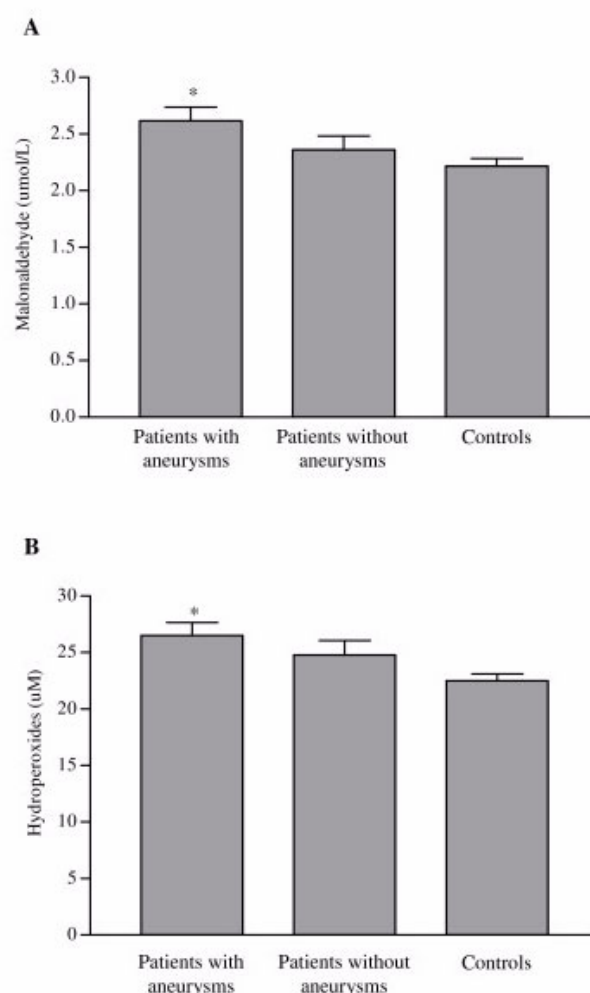 A
3.0
2.5
2.0
1.5
1.0
0.5
0.0
Malonaldehyde (umol/L)
*
Patients with
aneurysms
Patients without
aneurysms
Controls
B
30
25
20
15
10
5
0
Hydroperoxides (uM)
*
Patients with
aneurysms
Patients without
aneurysms
Controls